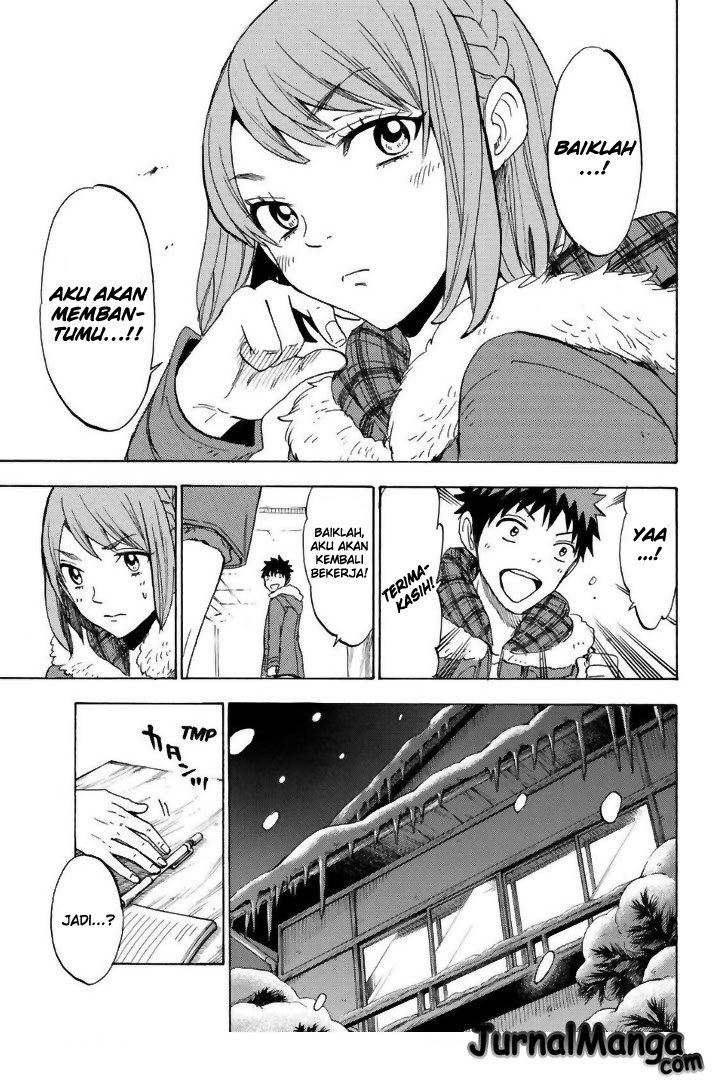 BAIKLAH
...!
AKU AKAN
MEMBAN-
TUMU...!!
YAA
...!
TERIMA-
KASIH!
BAIKLAH,
AKU AKAN
KEMBALI
BEKERJA!
TMP
カタンッ
JADI...?
JurnalManga
.com